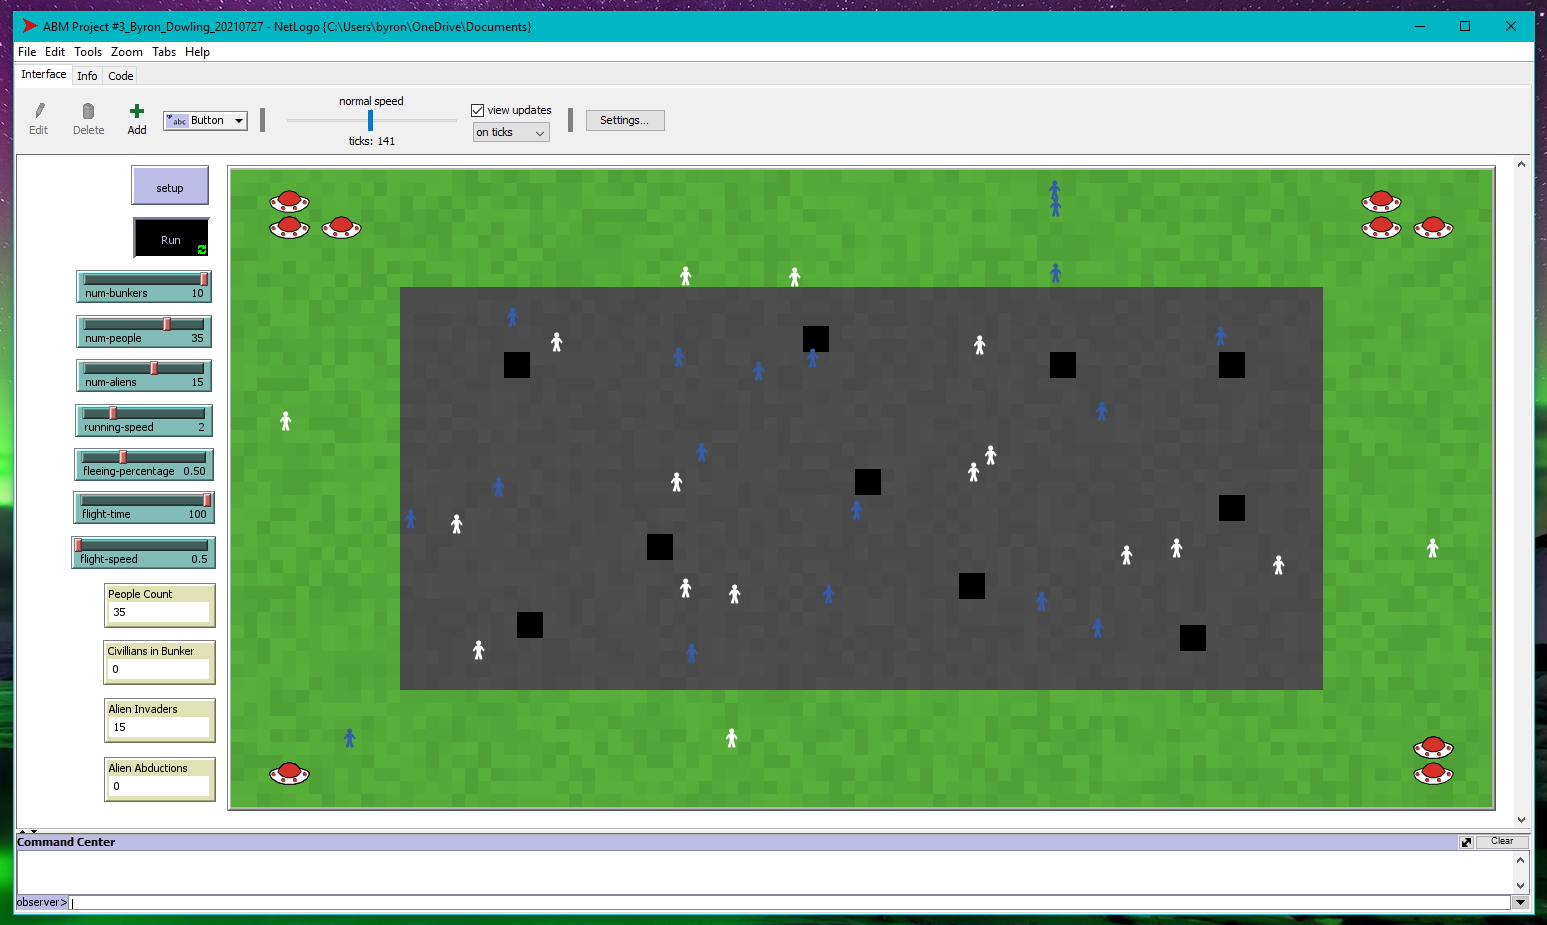 ABM Project #3_Byron_Dowling_20210727 - NetLogo {C:\Users\byron\OneDrive\Documents}
File Edit Tools Zoom Tabs Help
Interface Info Code
Edit Delete Add abc Button
normal speed
ticks: 141
view updates
on ticks
Settings...
setup
Run
num-bunkers 10
num-people 35
num-aliens 15
running-speed 2
fleeing-percentage 0.50
flight-time 100
flight-speed 0.5
People Count
35
Civillians in Bunker
0
Alien Invaders
15
Alien Abductions
0
Command Center
Clear
observer>